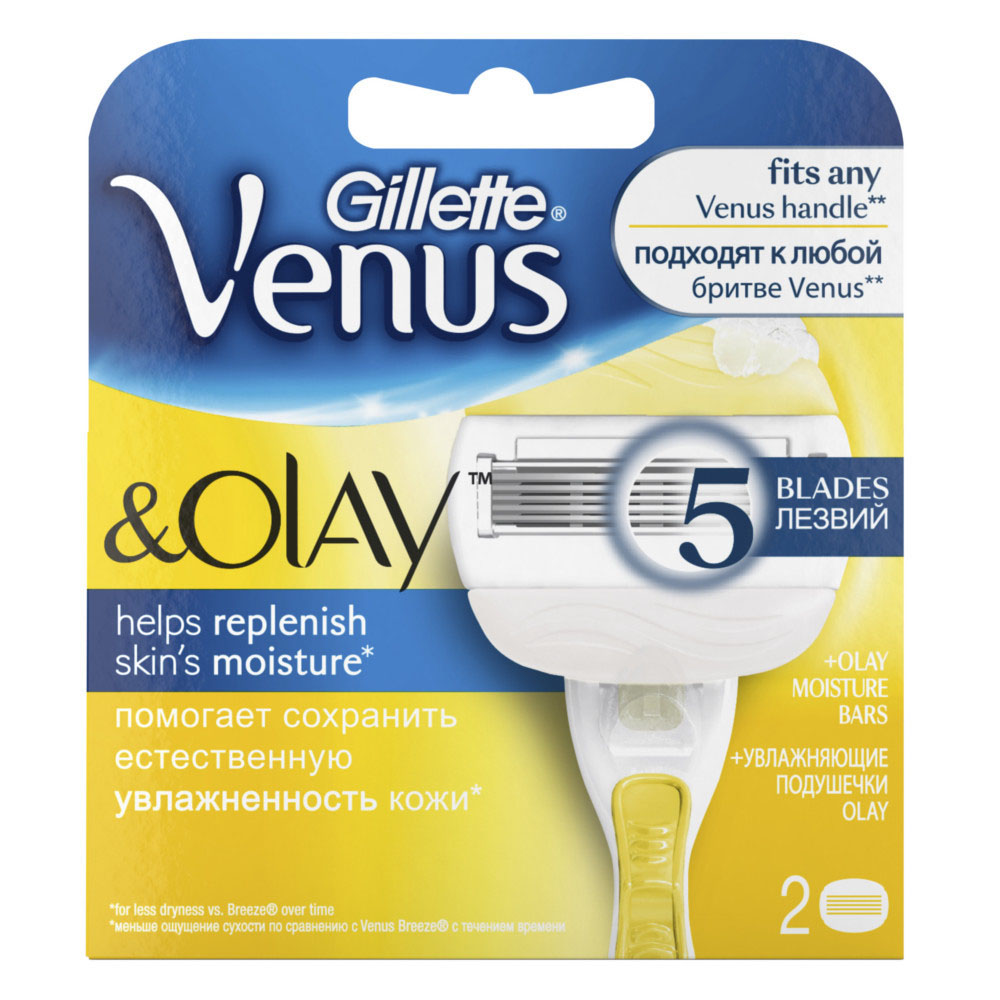 Gillette®
Venus
fits any
Venus handle**
подходят к любой
бритве Venus**
&OLAY™
5 BLADES
ЛЕЗВИЙ
helps replenish
skin's moisture*
помогает сохранить
естественную
увлажненность кожи*
+OLAY
MOISTURE
BARS
+УВЛАЖНЯЮЩИЕ
ПОДУШЕЧКИ
OLAY
*for less dryness vs. Breeze® over time
*меньше ощущение сухости по сравнению с Venus Breeze® с течением времени
2